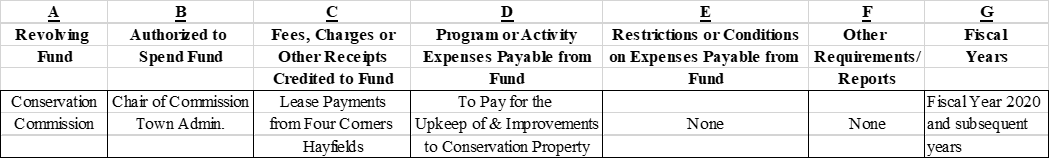 A B C D E F G
Revolving Authorized to Fees, Charges or Program or Activity Restrictions or Conditions Other Fiscal
Fund Spend Fund Other Receipts Expenses Payable from on Expenses Payable from Requirements/ Years
Credited to Fund Fund Fund Reports
Conservation Chair of Commission Lease Payments To Pay for the Fiscal Year 2020
Commission Town Admin. from Four Corners Upkeep of & Improvements None None and subsequent
Hayfields to Conservation Property years